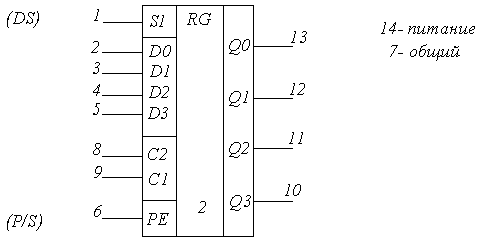 (DS) 1 S1 RG
2 D0 Q0 13 14- питание
3 D1 7- общий
4 D2 Q1 12
5 D3
8 C2 Q2 11
9 C1
6 PE 2 Q3 10
(P/S)